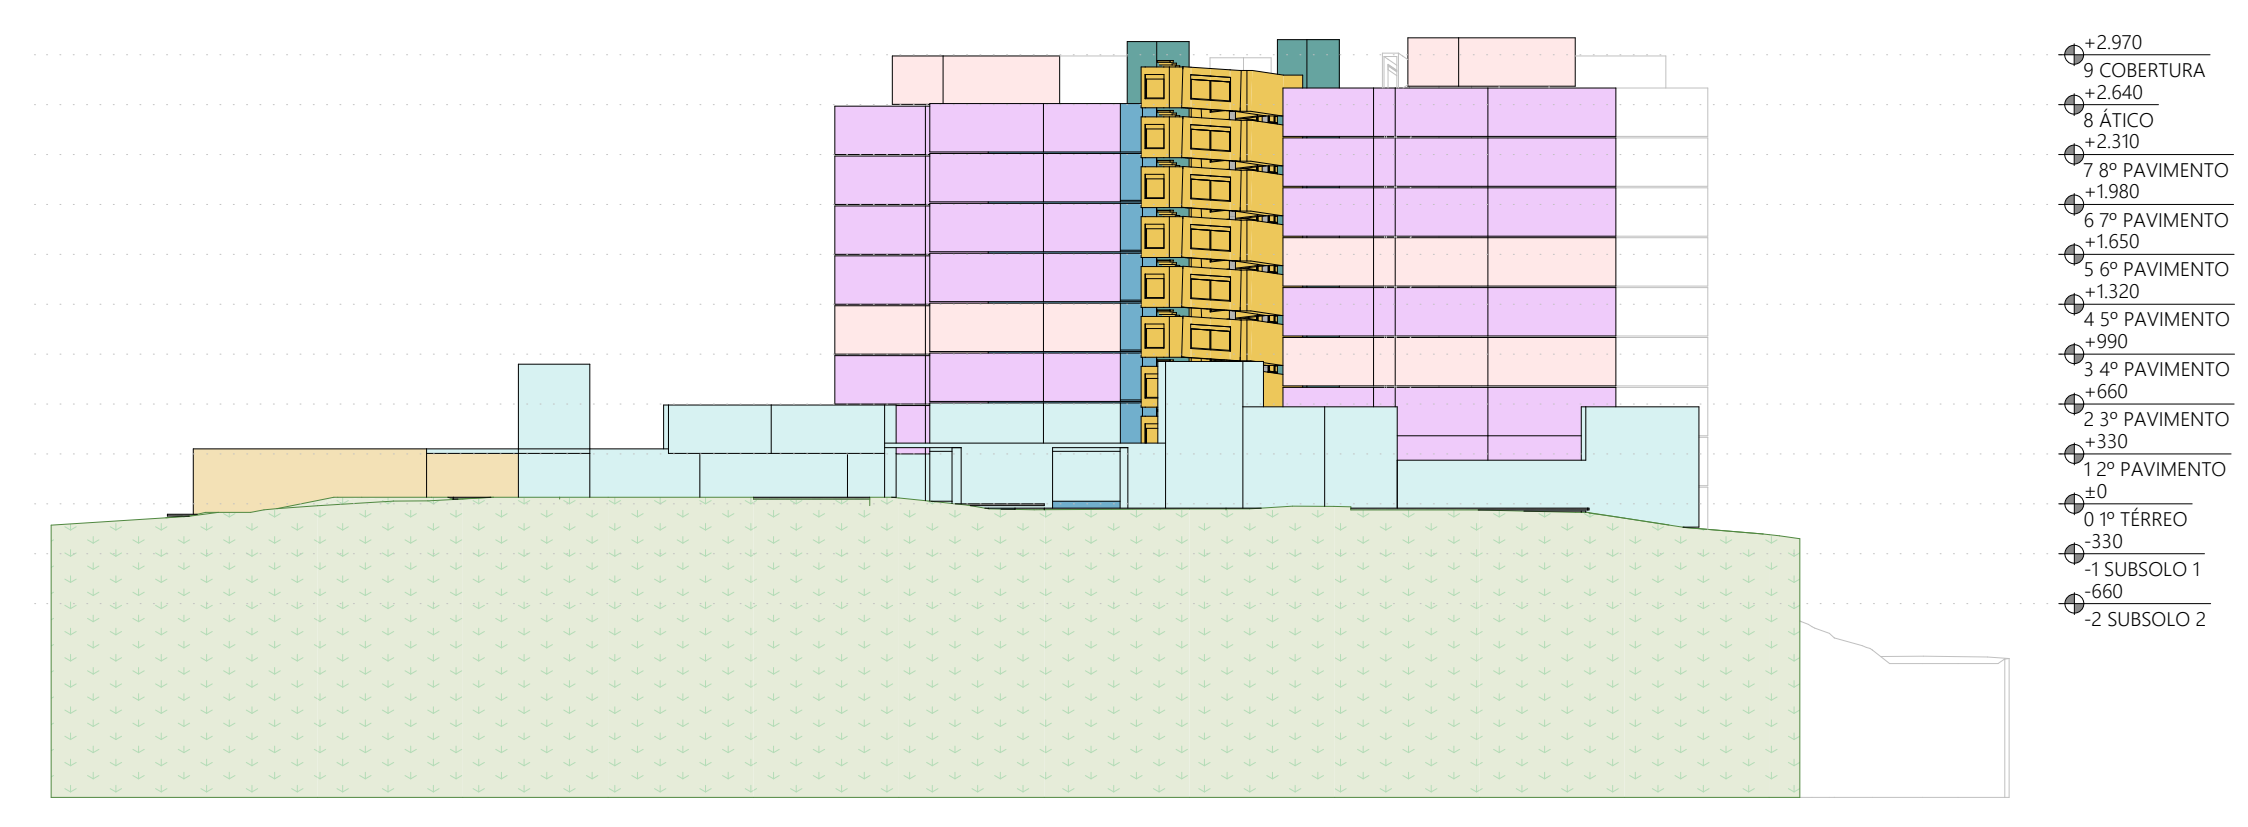 +2.970
9 COBERTURA
+2.640
8 ÁTICO
+2.310
7 8º PAVIMENTO
+1.980
6 7º PAVIMENTO
+1.650
5 6º PAVIMENTO
+1.320
4 5º PAVIMENTO
+990
3 4º PAVIMENTO
+660
2 3º PAVIMENTO
+330
1 2º PAVIMENTO
±0
0 1º TÉRREO
-330
-1 SUBSOLO 1
-660
-2 SUBSOLO 2